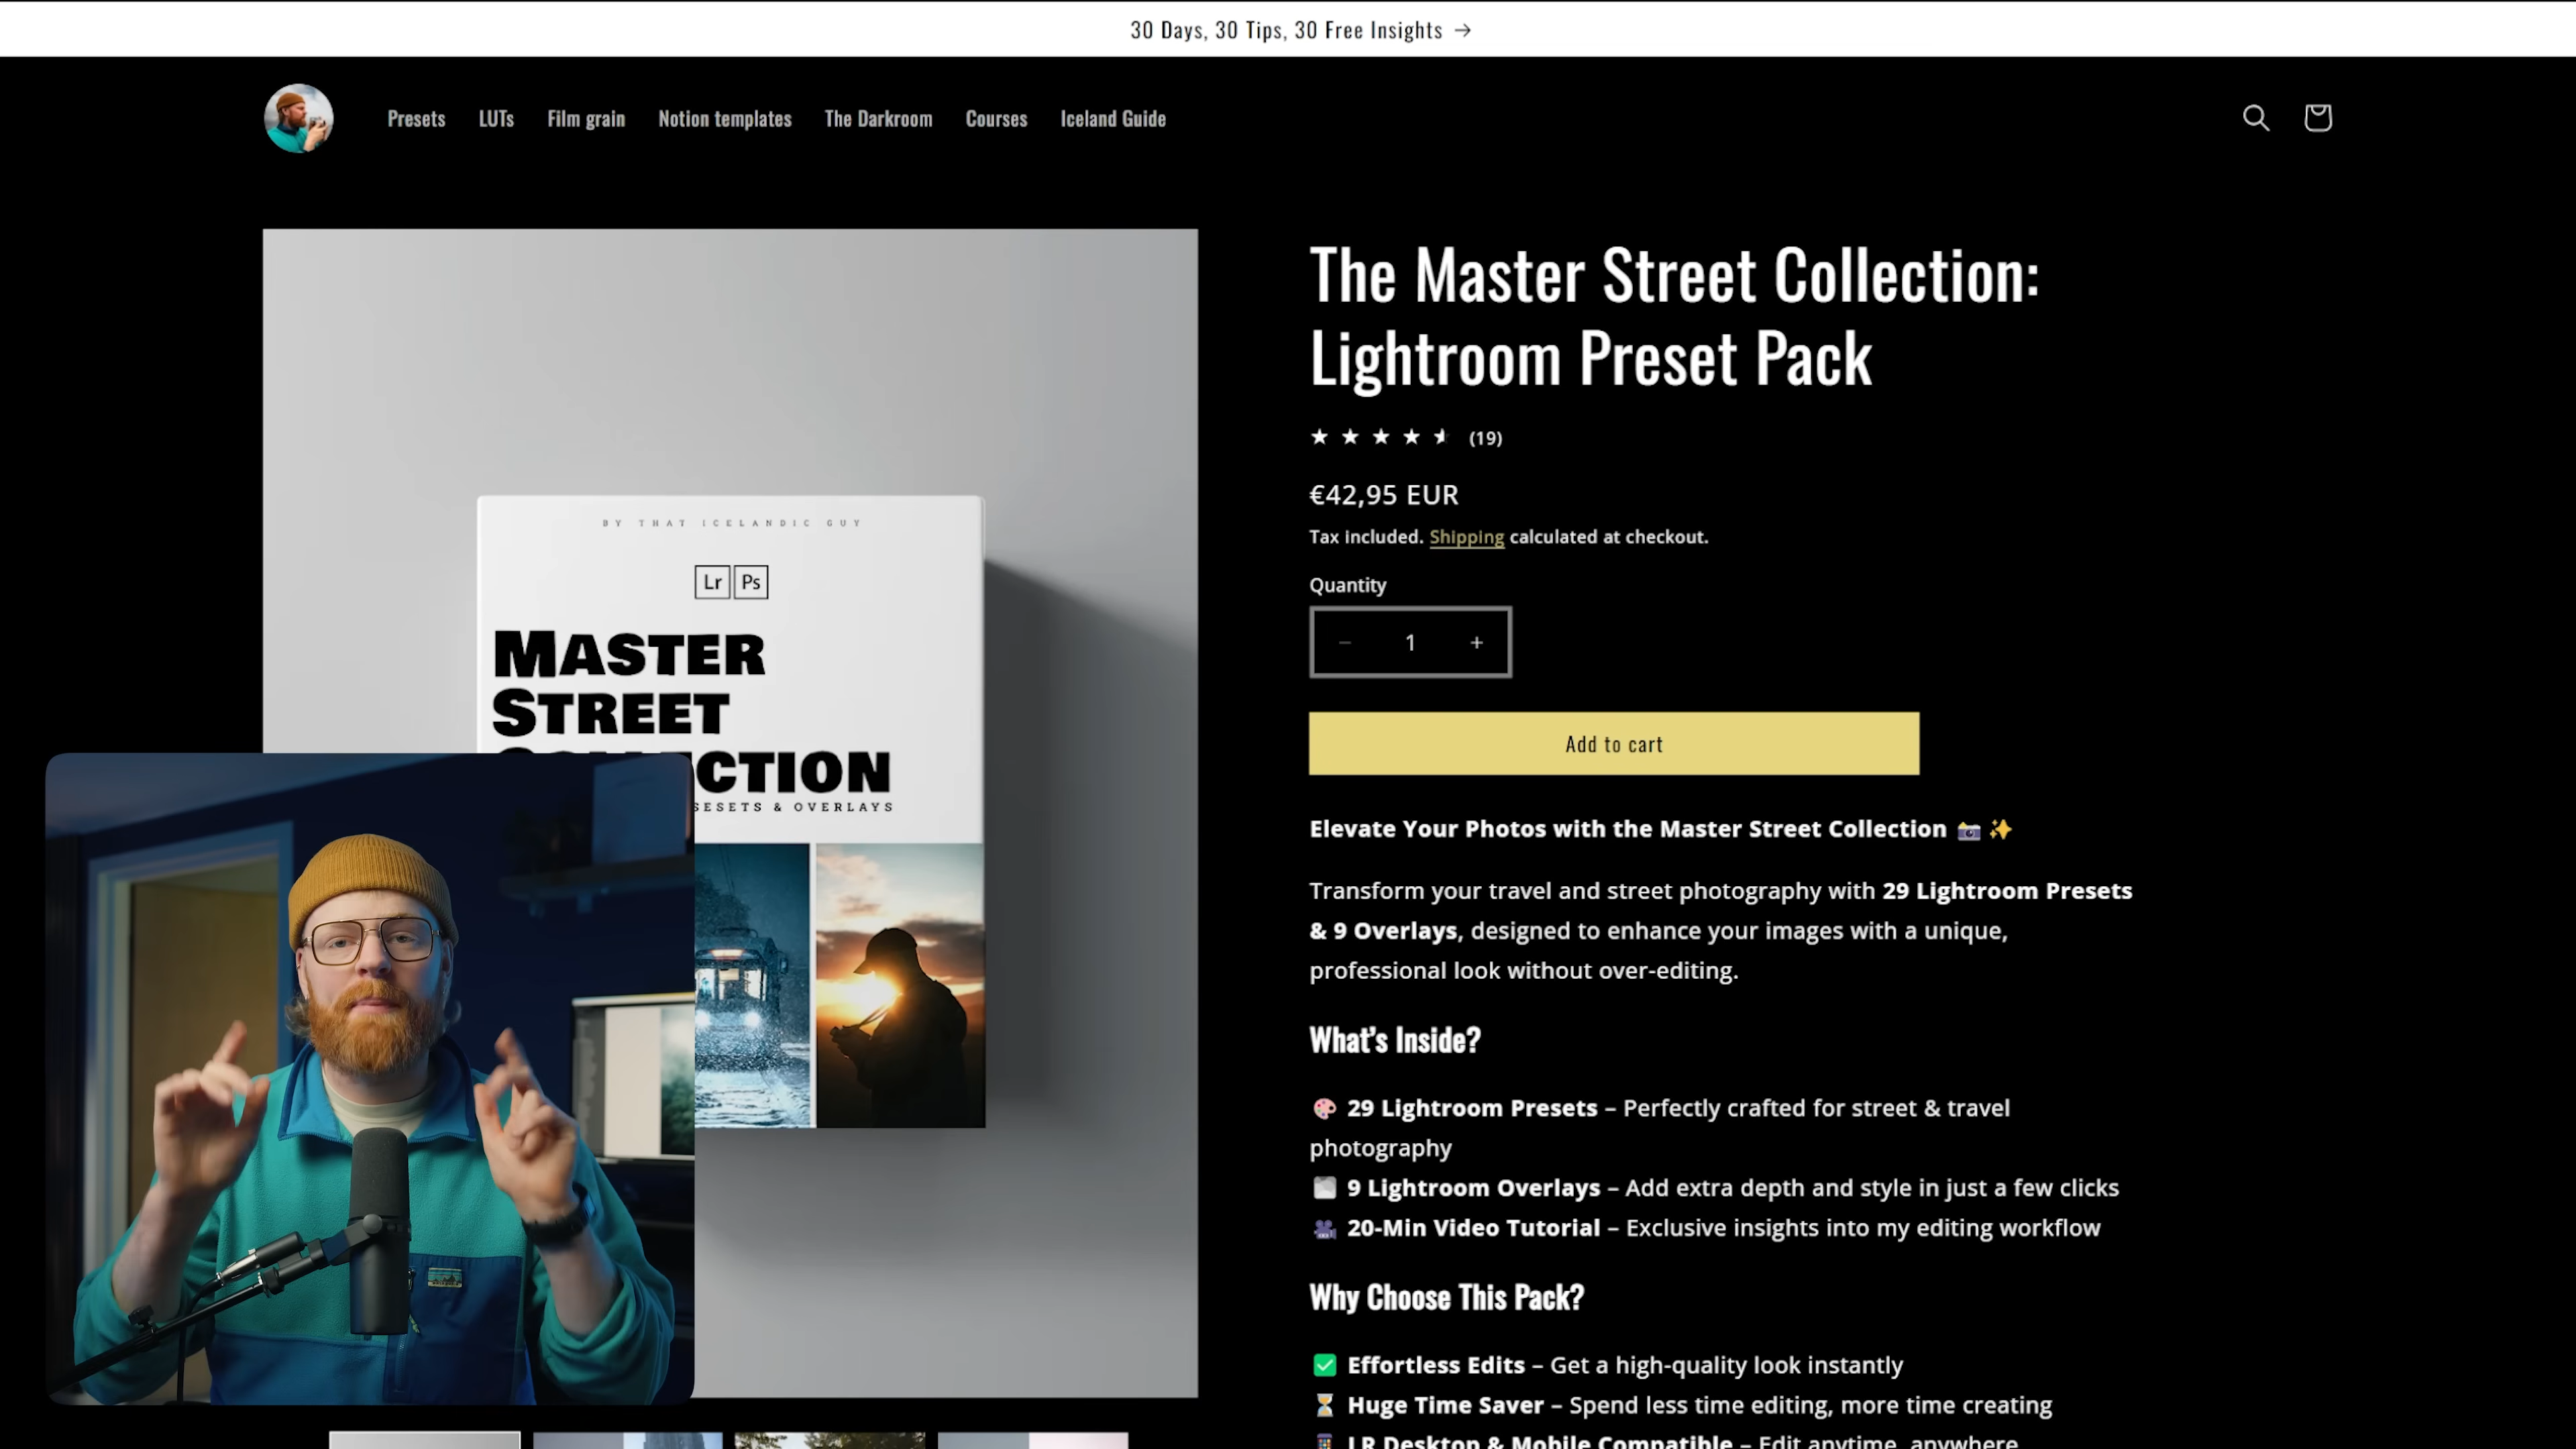 30 Days, 30 Tips, 30 Free Insights →
Presets LUTs Film grain Notion templates The Darkroom Courses Iceland Guide
BY THAT ICELANDIC GUY
Lr Ps
MASTER
STREET
CTION
SESETS & OVERLAYS
The Master Street Collection:
Lightroom Preset Pack
★ ★ ★ ★ (19)
€42,95 EUR
Tax included. Shipping calculated at checkout.
Quantity
− 1 +
Add to cart
Elevate Your Photos with the Master Street Collection 📷 ✨
Transform your travel and street photography with 29 Lightroom Presets
& 9 Overlays, designed to enhance your images with a unique,
professional look without over-editing.
What's Inside?
🎨 29 Lightroom Presets – Perfectly crafted for street & travel
photography
9 Lightroom Overlays – Add extra depth and style in just a few clicks
🎥 20-Min Video Tutorial – Exclusive insights into my editing workflow
Why Choose This Pack?
✅ Effortless Edits – Get a high-quality look instantly
⏳ Huge Time Saver – Spend less time editing, more time creating
LR Desktop & Mobile Compatible – Edit anytime, anywhere